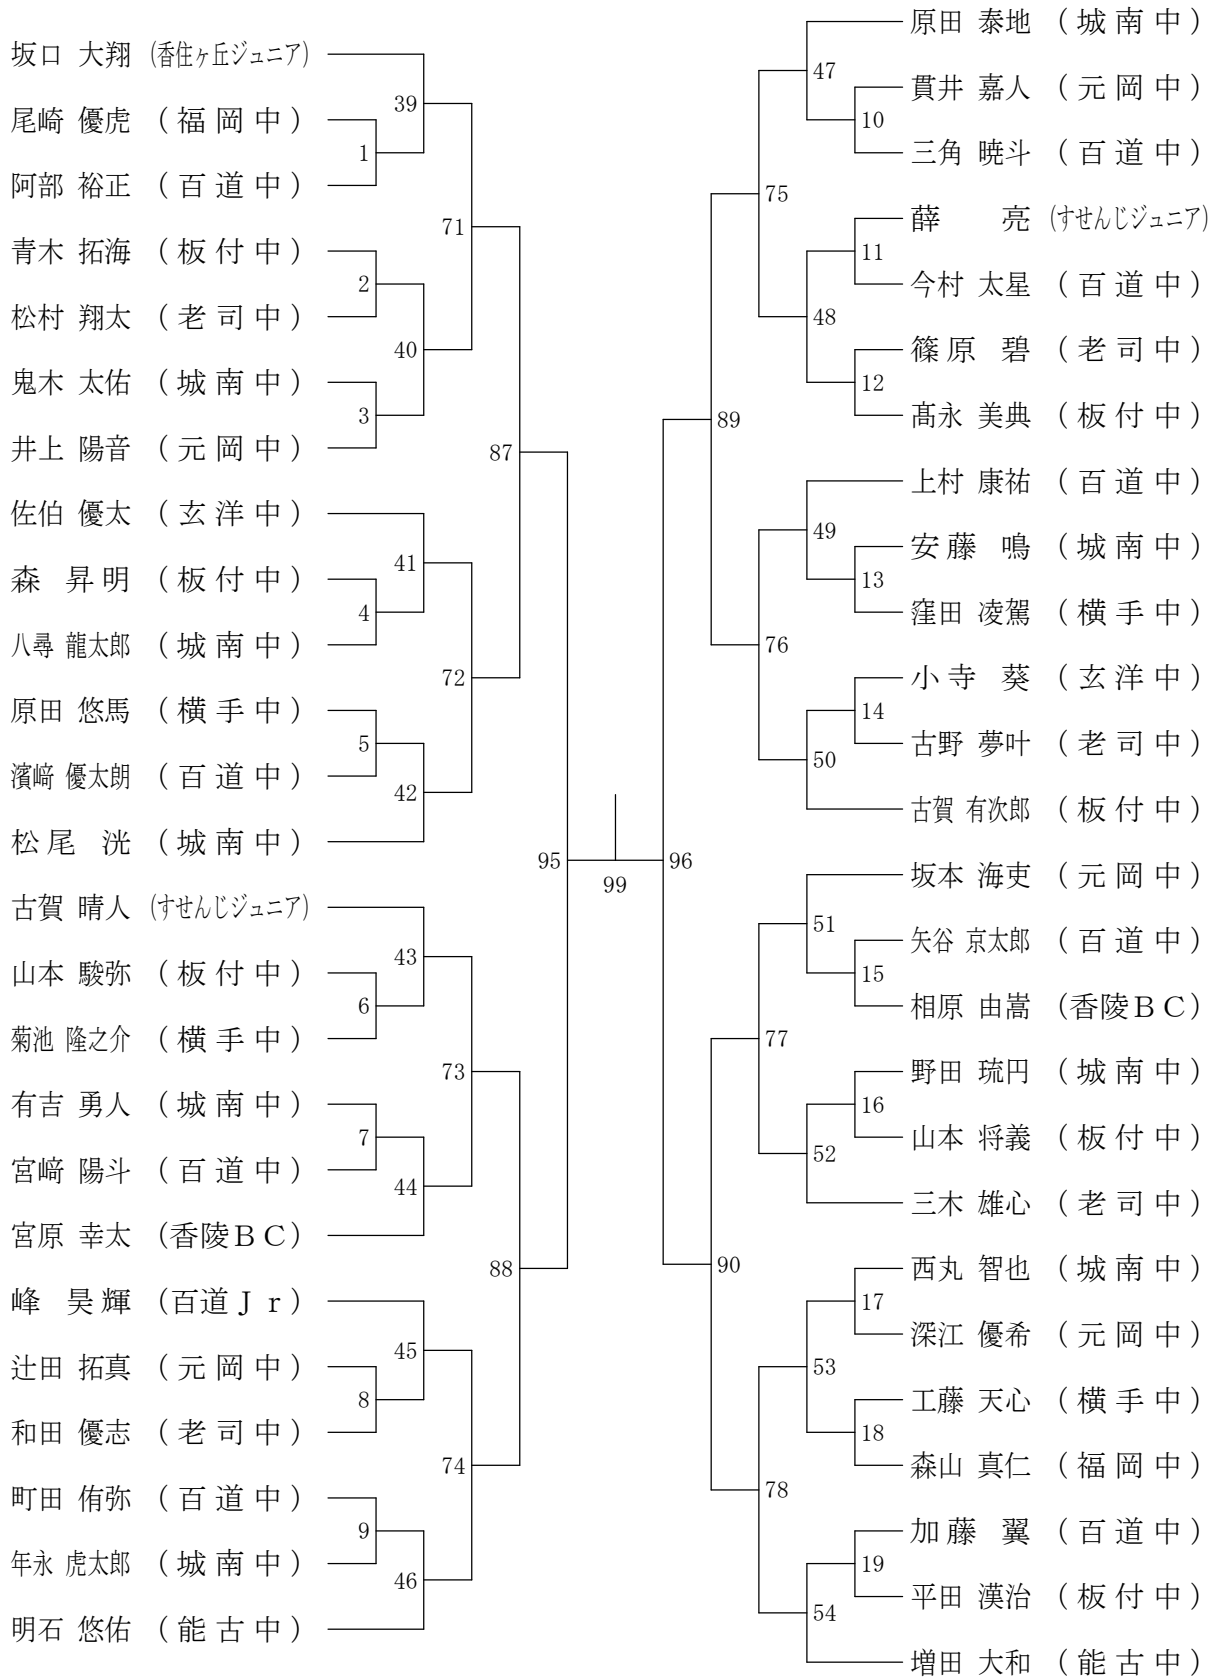 坂口 大翔 (香住ヶ丘ジュニア)
尾崎 優虎 (福岡中)
阿部 裕正 (百道中)
青木 拓海 (板付中)
松村 翔太 (老司中)
鬼木 太佑 (城南中)
井上 陽音 (元岡中)
佐伯 優太 (玄洋中)
森 昇明 (板付中)
八尋 龍太郎 (城南中)
原田 悠馬 (横手中)
濱﨑 優太朗 (百道中)
松尾 洸 (城南中)
古賀 晴人 (すせんじジュニア)
山本 駿弥 (板付中)
菊池 隆之介 (横手中)
有吉 勇人 (城南中)
宮﨑 陽斗 (百道中)
宮原 幸太 (香陵BC)
峰 昊輝 (百道Jr)
辻田 拓真 (元岡中)
和田 優志 (老司中)
町田 侑弥 (百道中)
年永 虎太郎 (城南中)
明石 悠佑 (能古中)
1
2
3
4
5
6
7
8
9
39
40
41
42
43
44
45
46
71
72
73
74
87
88
95
99
96
89
90
75
76
77
78
47
48
49
50
51
52
53
54
10
11
12
13
14
15
16
17
18
19
原田 泰地 (城南中)
貫井 嘉人 (元岡中)
三角 暁斗 (百道中)
薛 亮 (すせんじジュニア)
今村 太星 (百道中)
篠原 碧 (老司中)
髙永 美典 (板付中)
上村 康祐 (百道中)
安藤 鳴 (城南中)
窪田 凌駕 (横手中)
小寺 葵 (玄洋中)
古野 夢叶 (老司中)
古賀 有次郎 (板付中)
坂本 海吏 (元岡中)
矢谷 京太郎 (百道中)
相原 由嵩 (香陵BC)
野田 琉円 (城南中)
山本 将義 (板付中)
三木 雄心 (老司中)
西丸 智也 (城南中)
深江 優希 (元岡中)
工藤 天心 (横手中)
森山 真仁 (福岡中)
加藤 翼 (百道中)
平田 漢治 (板付中)
増田 大和 (能古中)